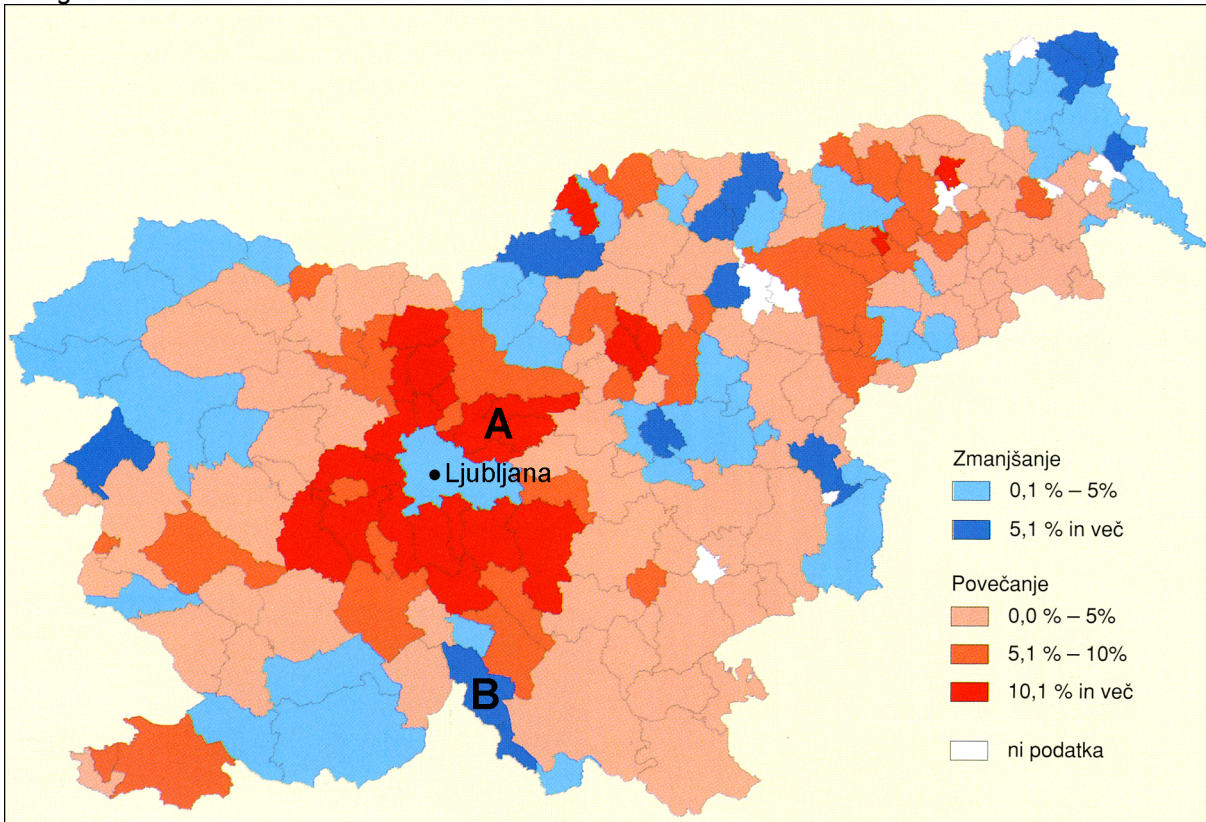 A
Ljubljana
B
Zmanjšanje
0,1 % – 5%
5,1 % in več
Povečanje
0,0 % – 5%
5,1 % – 10%
10,1 % in več
ni podatka